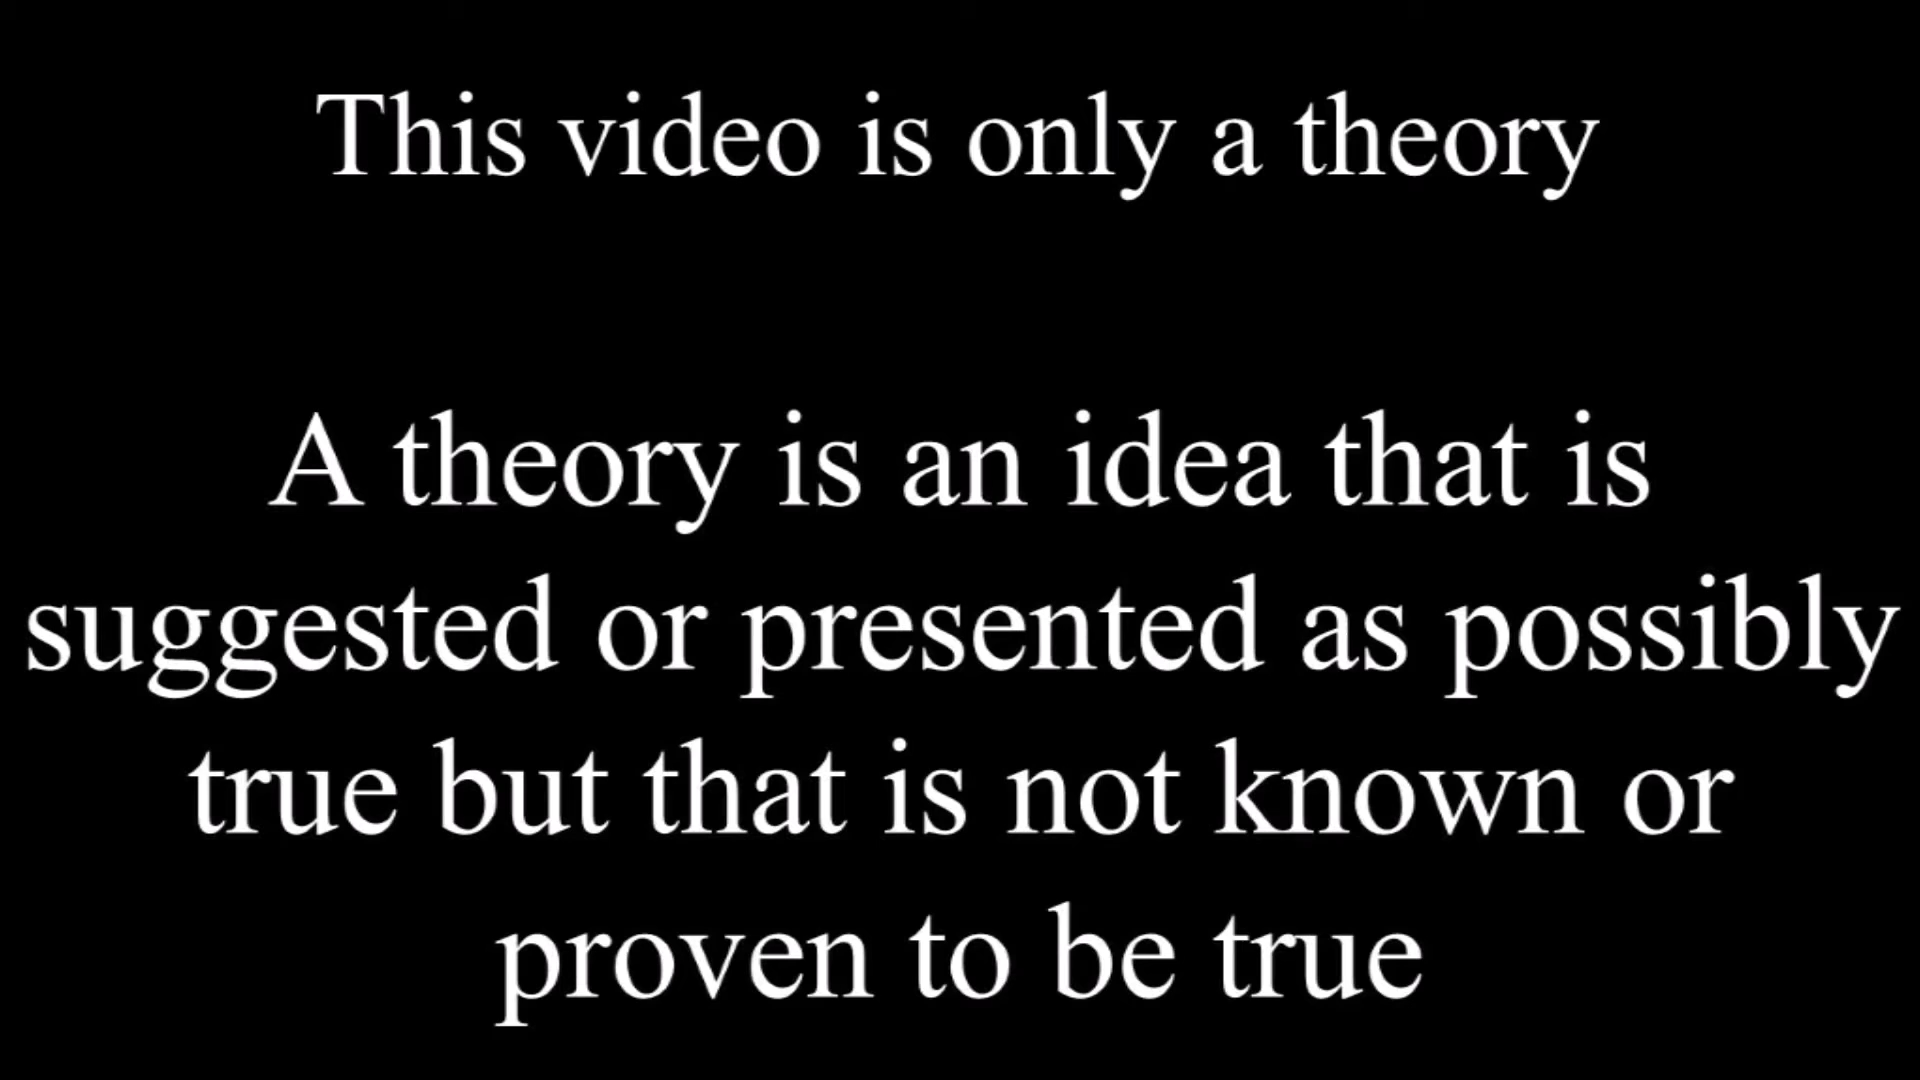 This video is only a theory
A theory is an idea that is
suggested or presented as possibly
true but that is not known or
proven to be true